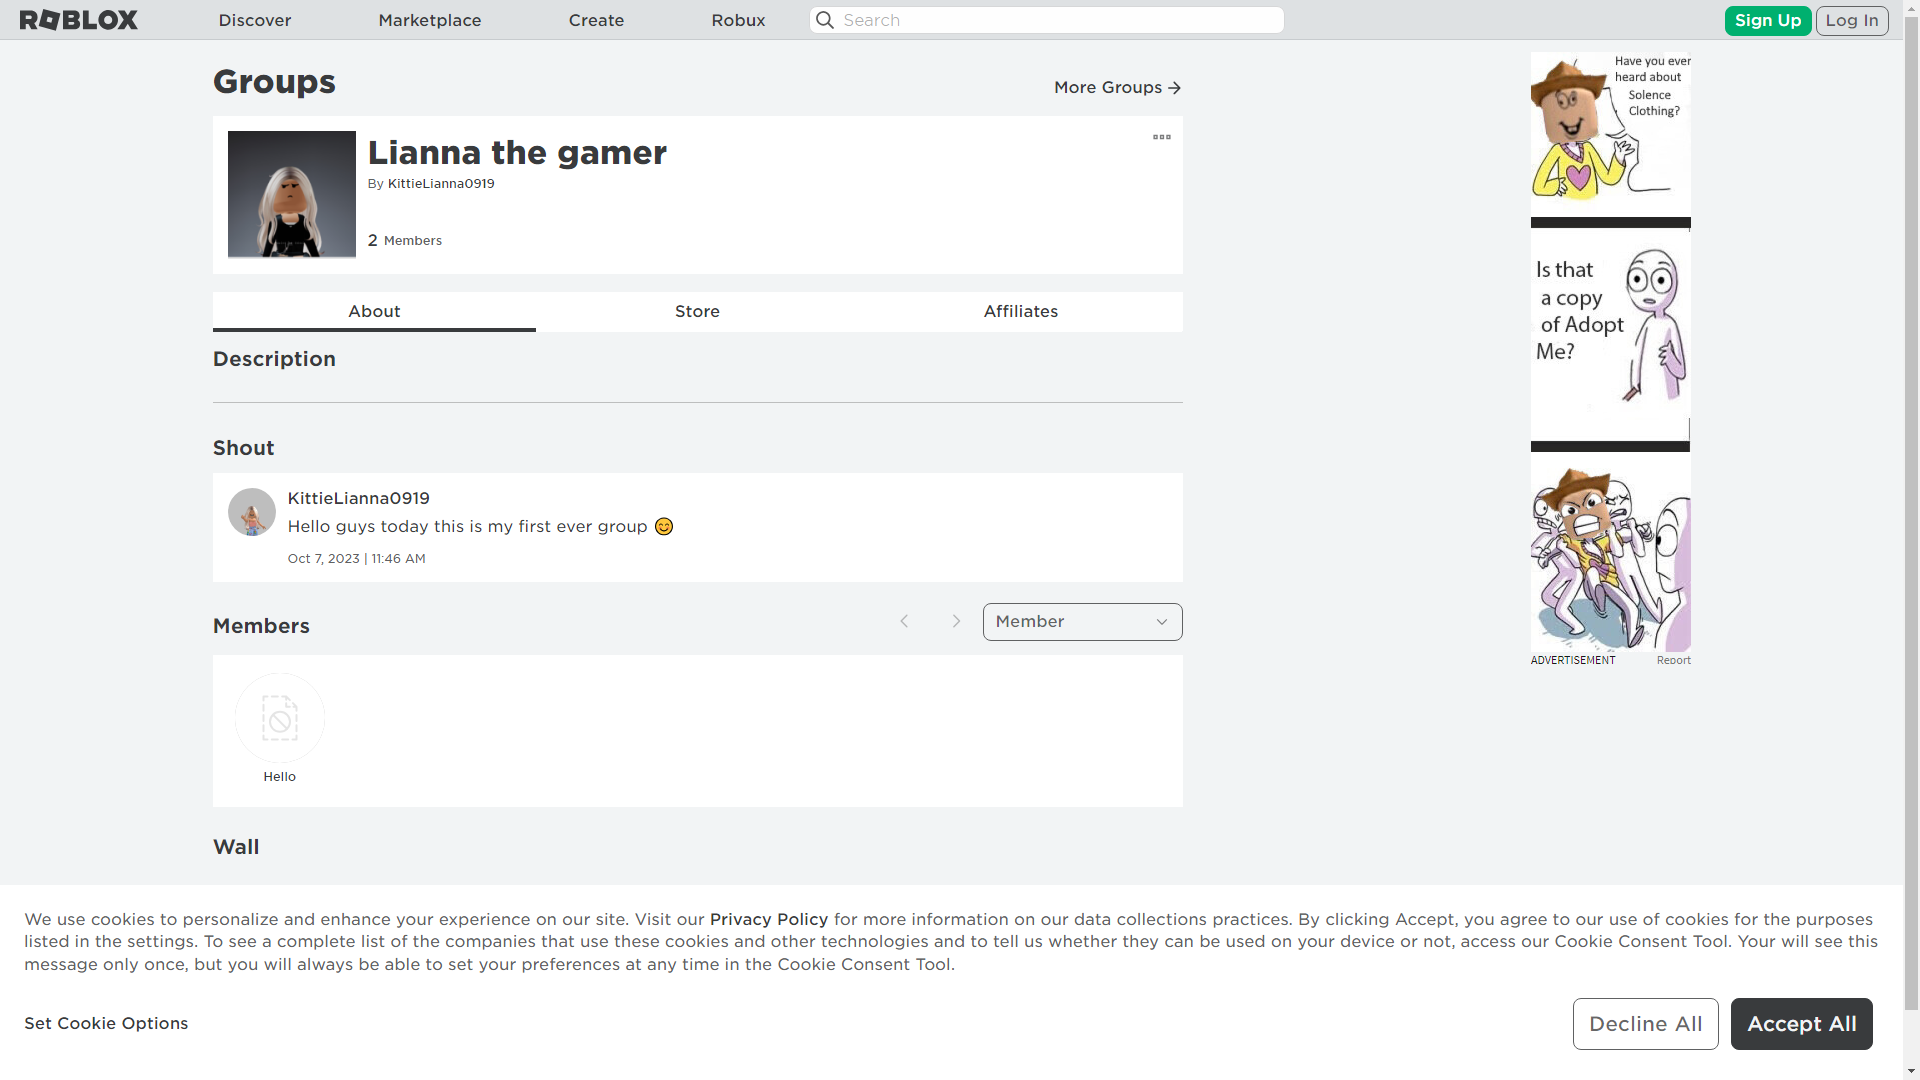 ROBLOX
Discover
Marketplace
Create
Robux
Search
Sign Up
Log In
Groups
More Groups
Lianna the gamer
By KittieLianna0919
2 Members
About
Store
Affiliates
Description
Shout
KittieLianna0919
Hello guys today this is my first ever group 😊
Oct 7, 2023 | 11:46 AM
Members
Member
Hello
Wall
Have you ever
heard about
Solence
Clothing?
Is that
a copy
of Adopt
Me?
ADVERTISEMENT
Report
We use cookies to personalize and enhance your experience on our site. Visit our Privacy Policy for more information on our data collections practices. By clicking Accept, you agree to our use of cookies for the purposes
listed in the settings. To see a complete list of the companies that use these cookies and other technologies and to tell us whether they can be used on your device or not, access our Cookie Consent Tool. Your will see this
message only once, but you will always be able to set your preferences at any time in the Cookie Consent Tool.
Set Cookie Options
Decline All
Accept All